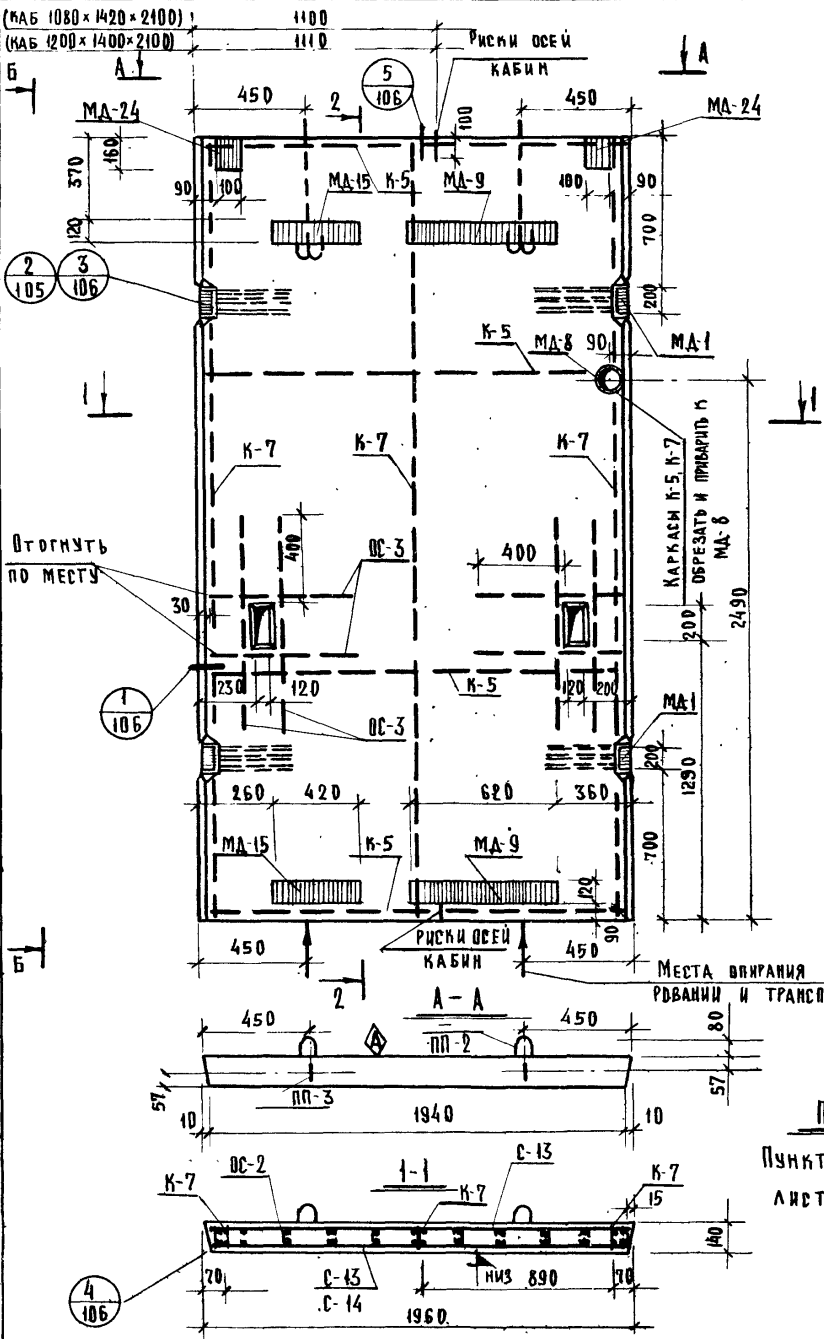 (КАБ 1080×1420×2100) 1100
(КАБ 1200×1400×2100) 1110
РИСКИ ОСЕЙ
КАБИН
Б А А
5
106
450 2 100 450
МД-24 МД-24
370 160
90 100 МД-15 К-5 МД-9 100 90
120 700
2
105
3
106
200
МД-1
К-5 МД-8 90
1 1
К-7 К-7 К-7
КАРКАСЫ К-5, К-7
ОБРЕЗАТЬ И ПРИВАРИТЬ К
МД-8
ОТОГНУТЬ
ПО МЕСТУ
400 ОС-3 400
30
200 2490
230 120 К-5 120 200
1
106
ОС-3 МД-1
200 1290
260 420 620 360
700
МД-15 К-5 МД-9
120
90
РИСКИ ОСЕЙ
КАБИН
Б 450 450
2
МЕСТА ОПИРАНИЯ
РОВАНИИ И ТРАНСП
А-А
450 А 450 80
ПП-2
57 ПП-3 57
10 1940 10
П
ПУНКТ
ЛИСТ
1-1
К-7 ОС-2 К-7 С-13 К-7
15
140
70 С-13 НИЗ 890 70
С-14
4
106
1960